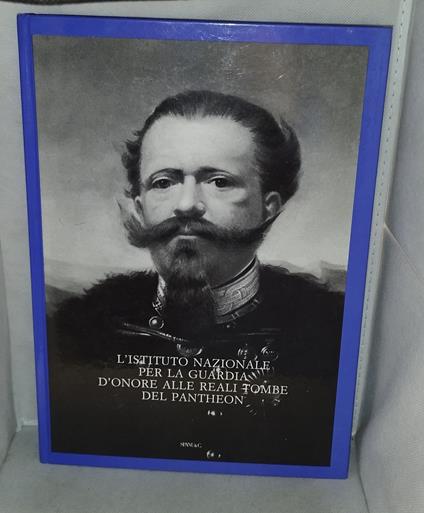 L'ISTITUTO NAZIONALE
PER LA GUARDIA
D'ONORE ALLE REALI TOMBE
DEL PANTHEON